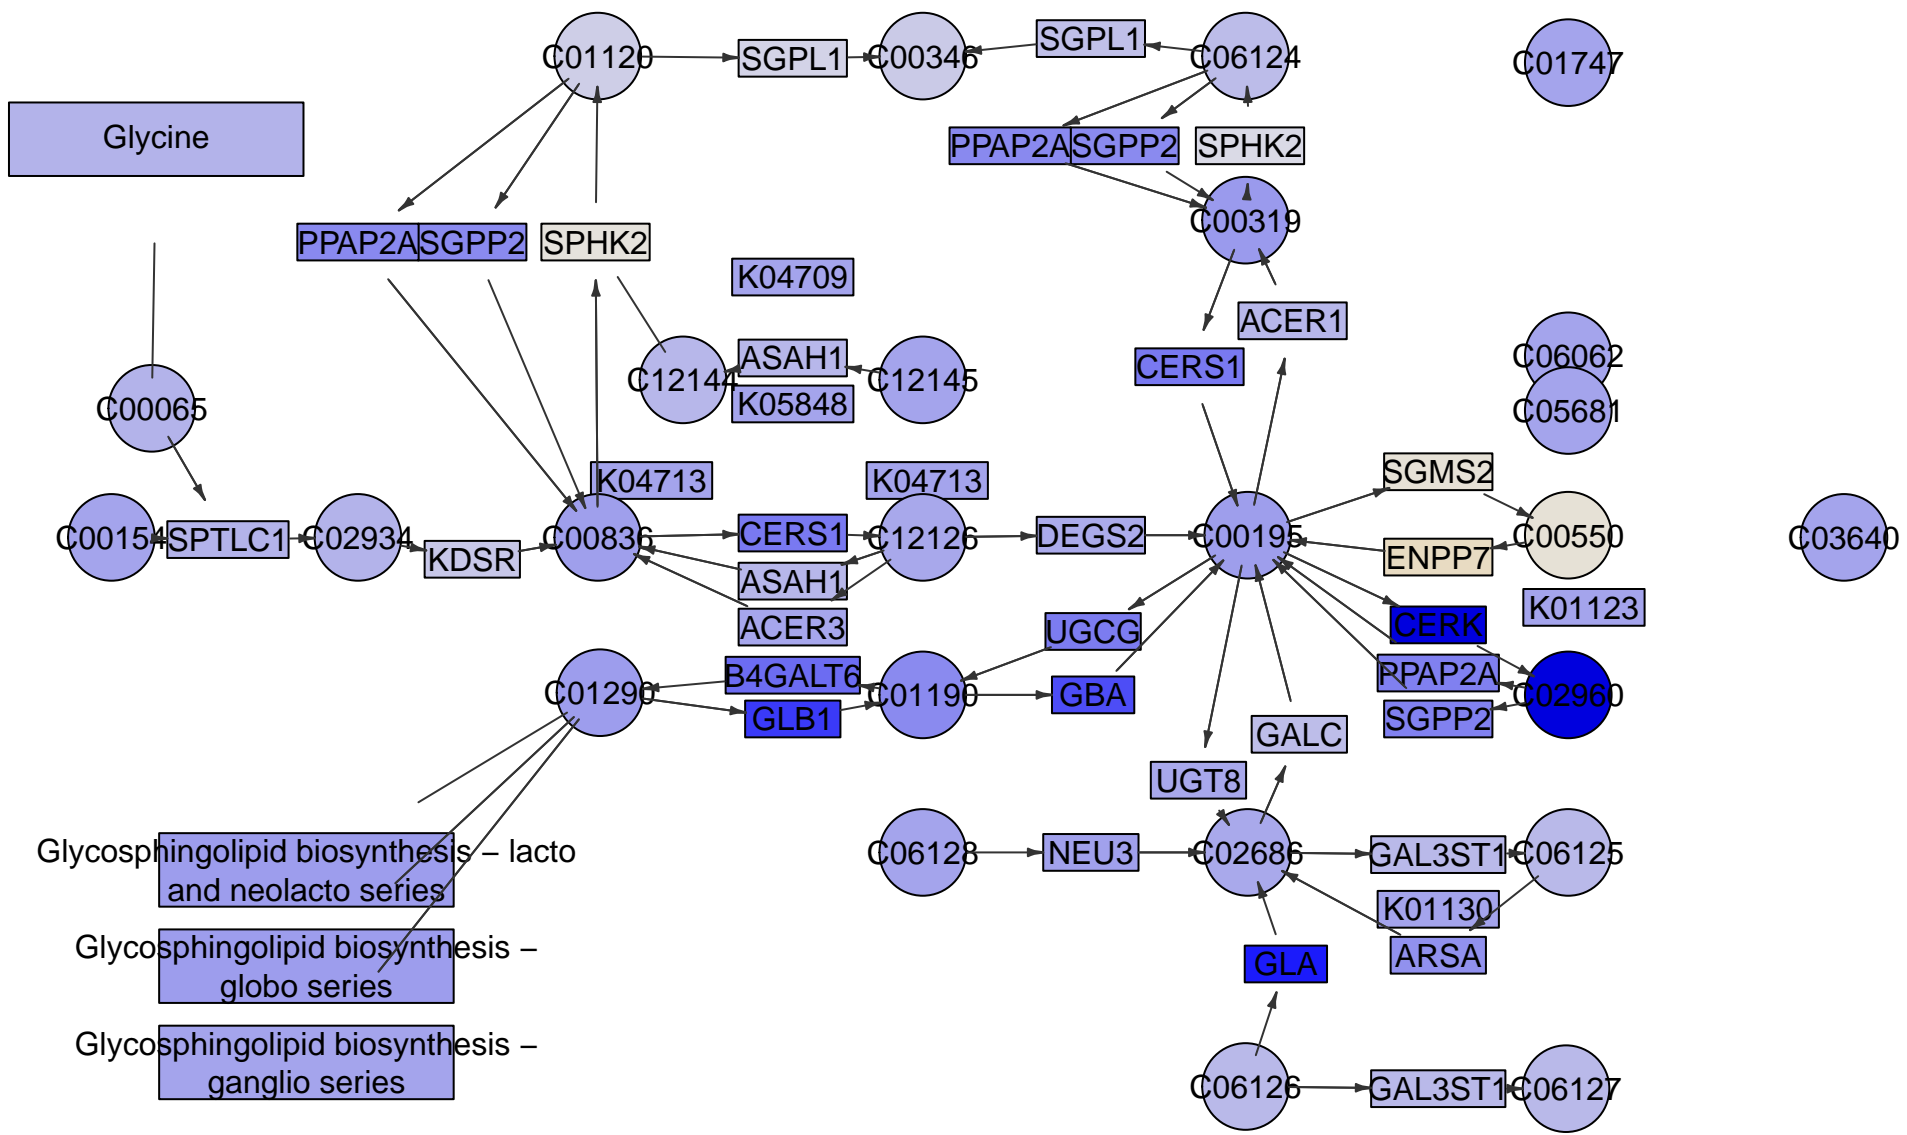 C01120
SGPL1
C00346
SGPL1
C06124
C01747
Glycine
PPAP2A
SGPP2
SPHK2
C00319
PPAP2A
SGPP2
SPHK2
K04709
ACER1
C12144
ASAH1
C12145
CERS1
C06062
K05848
C00065
C05681
K04713
K04713
SGMS2
C00154
SPTLC1
C02934
KDSR
C00836
CERS1
C12126
DEGS2
C00195
C00550
C03640
ENPP7
ASAH1
K01123
ACER3
UGCG
CERK
C01290
B4GALT6
C01190
GBA
PPAP2A
C02960
GLB1
SGPP2
GALC
UGT8
Glycosphingolipid biosynthesis – lacto
and neolacto series
C06128
NEU3
C02686
GAL3ST1
C06125
K01130
Glycosphingolipid biosynthesis –
globo series
GLA
ARSA
Glycosphingolipid biosynthesis –
ganglio series
C06126
GAL3ST1
C06127